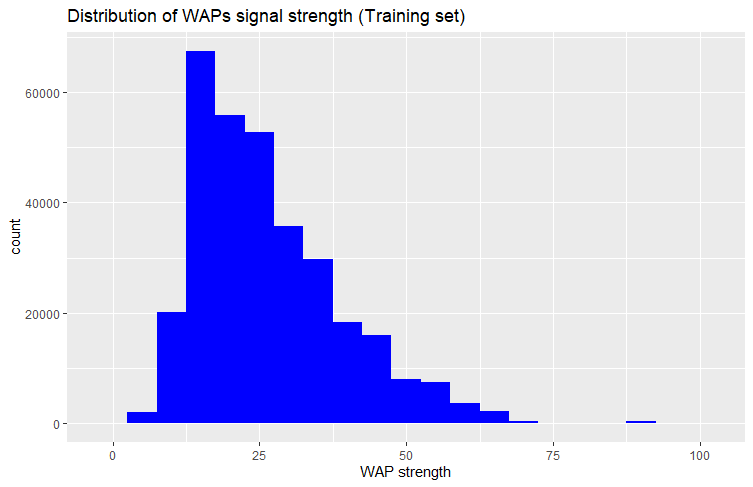 Distribution of WAPs signal strength (Training set)
60000
40000
20000
0
count
0 25 50 75 100
WAP strength